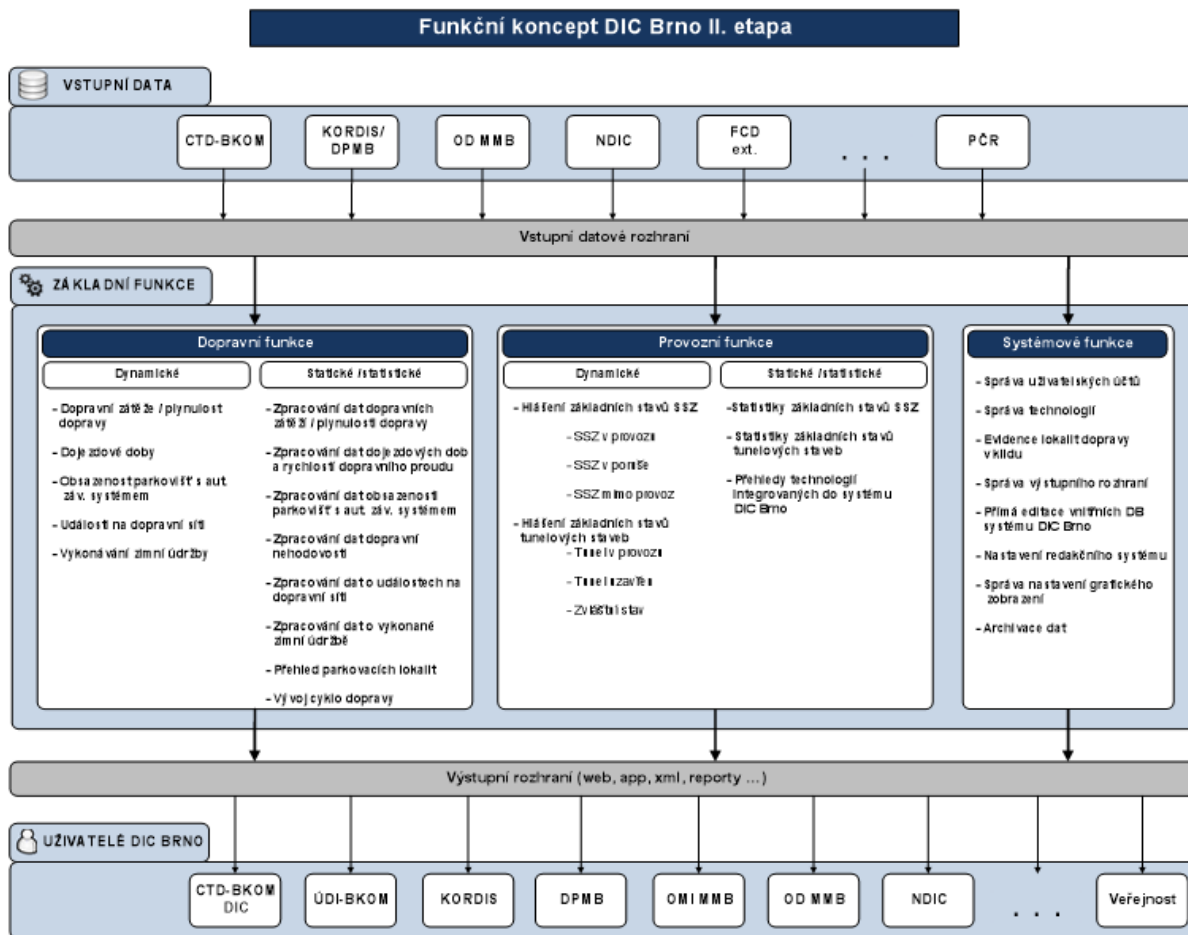 Funkční koncept DIC Brno II. etapa
VSTUPNÍ DATA
CTD-BKOM
KORDIS/
DPMB
OD MMB
NDIC
FCD
ext.
. . .
PČR
Vstupní datové rozhraní
ZÁKLADNÍ FUNKCE
Dopravní funkce
Dynamické
- Dopravní zátěže / plynulost
dopravy
- Dojezdové doby
- Obsazenost parkovišť s aut.
záv. systémem
- Události na dopravní síti
- Vykonávání zimní údržby
Statické /statistické
- Zpracování dat dopravních
zátěží / plynulosti dopravy
- Zpracování dat dojezdových dob
a rychlostí dopravního proudu
- Zpracování dat obsazenosti
parkovišť s aut. záv. systémem
- Zpracování dat dopravní
nehodovosti
- Zpracování dat o událostech na
dopravní síti
- Zpracování dat o vykonané
zimní údržbě
- Přehled parkovacích lokalit
- Vývoj cyklo dopravy
Provozní funkce
Dynamické
- Hlášení základních stavů SSZ
- SSZ v provozu
- SSZ v poruše
- SSZ mimo provoz
- Hlášení základních stavů
tunelových staveb
- Tunel v provozu
- Tunel uzavřen
- Zvláštní stav
Statické /statistické
-Statistiky základních stavů SSZ
- Statistiky základních stavů
tunelových staveb
- Přehledy technologií
integrovaných do systému
DIC Brno
Systémové funkce
- Správa uživatelských účtů
- Správa technologií
- Evidence lokalit dopravy
v klidu
- Správa výstupního rozhraní
- Přímá editace vnitřních DB
systému DIC Brno
- Nastavení redakčního systému
- Správa nastavení grafického
zobrazení
- Archivace dat
Výstupní rozhraní (web, app, xml, reporty ...)
UŽIVATELÉ DIC BRNO
CTD-BKOM
DIC
ÚDI-BKOM
KORDIS
DPMB
OMI MMB
OD MMB
NDIC
. . .
Veřejnost